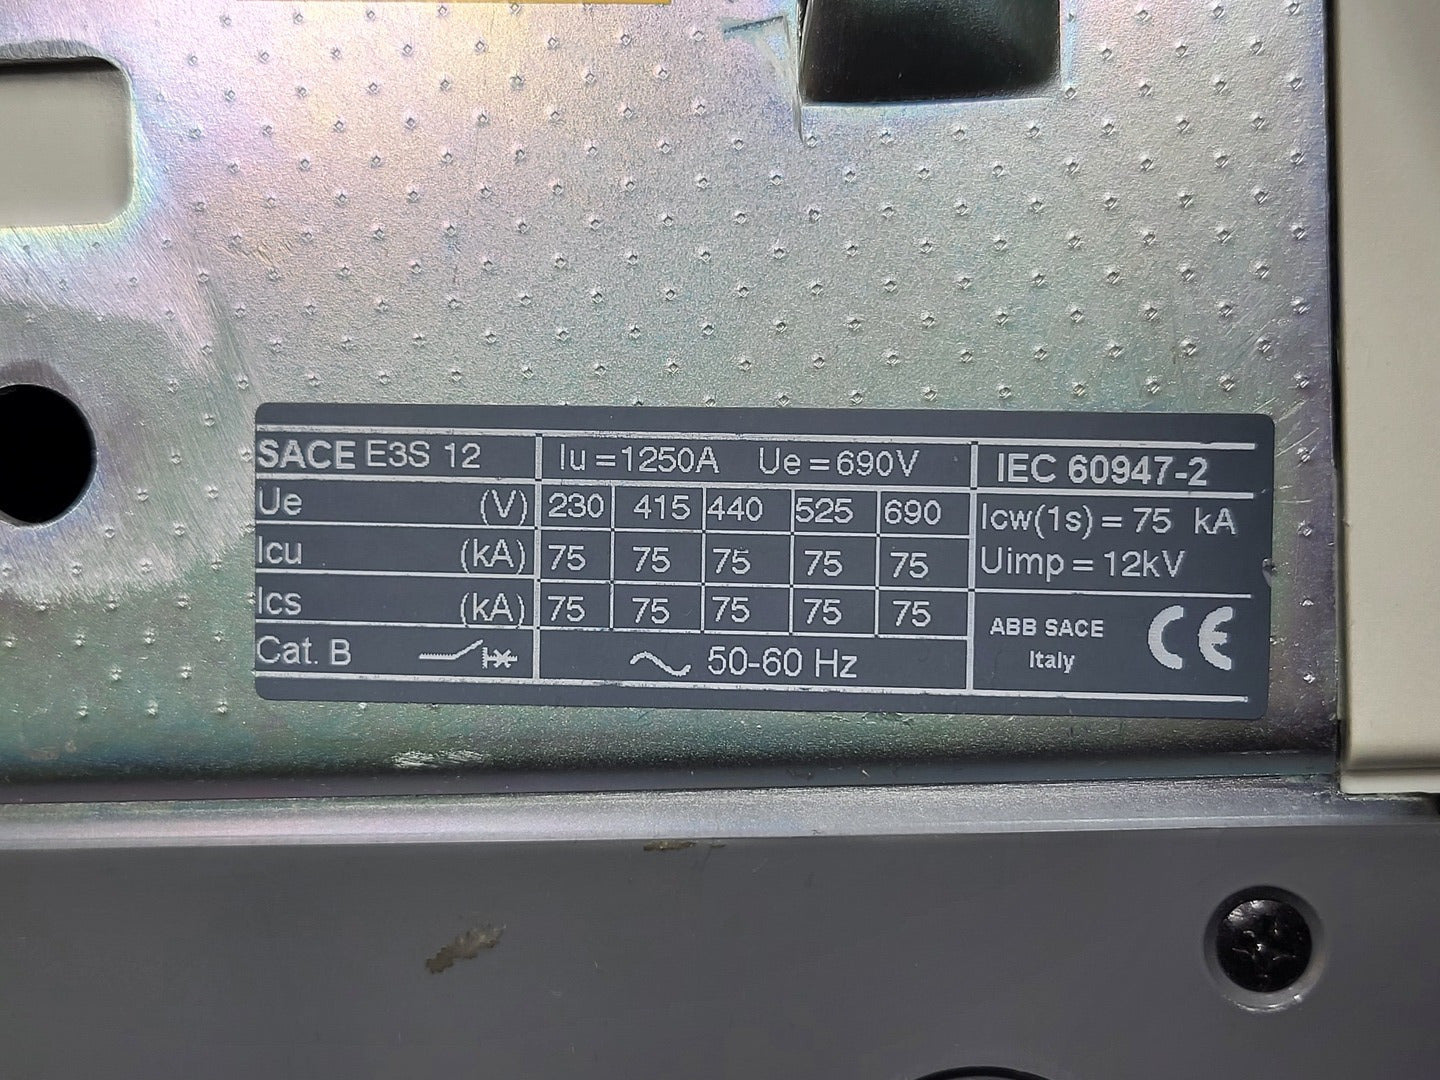 SACE E3S 12 Iu=1250A Ue=690V IEC 60947-2
Ue (V) 230 415 440 525 690 Icw(1s) = 75 kA
Icu (kA) 75 75 75 75 75 Uimp = 12kV
Ics (kA) 75 75 75 75 75 ABB SACE
Italy
CE
Cat. B 50-60 Hz